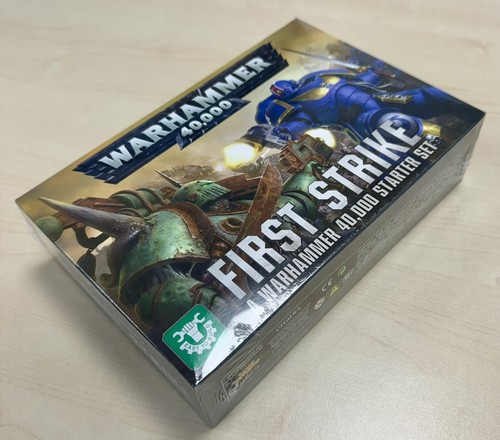 WARHAMMER
40,000
FIRST STRIKE
A WARHAMMER 40,000 STARTER SET